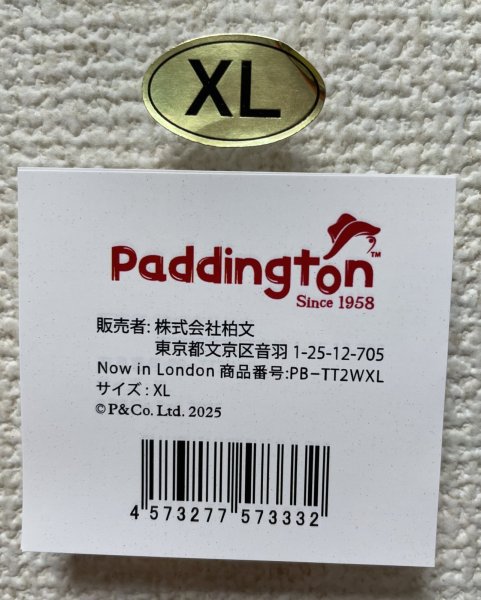 XL
Paddington™
Since 1958
販売者: 株式会社柏文
東京都文京区音羽 1-25-12-705
Now in London 商品番号:PB-TT2WXL
サイズ: XL
©P&Co. Ltd. 2025
4 573277 573332